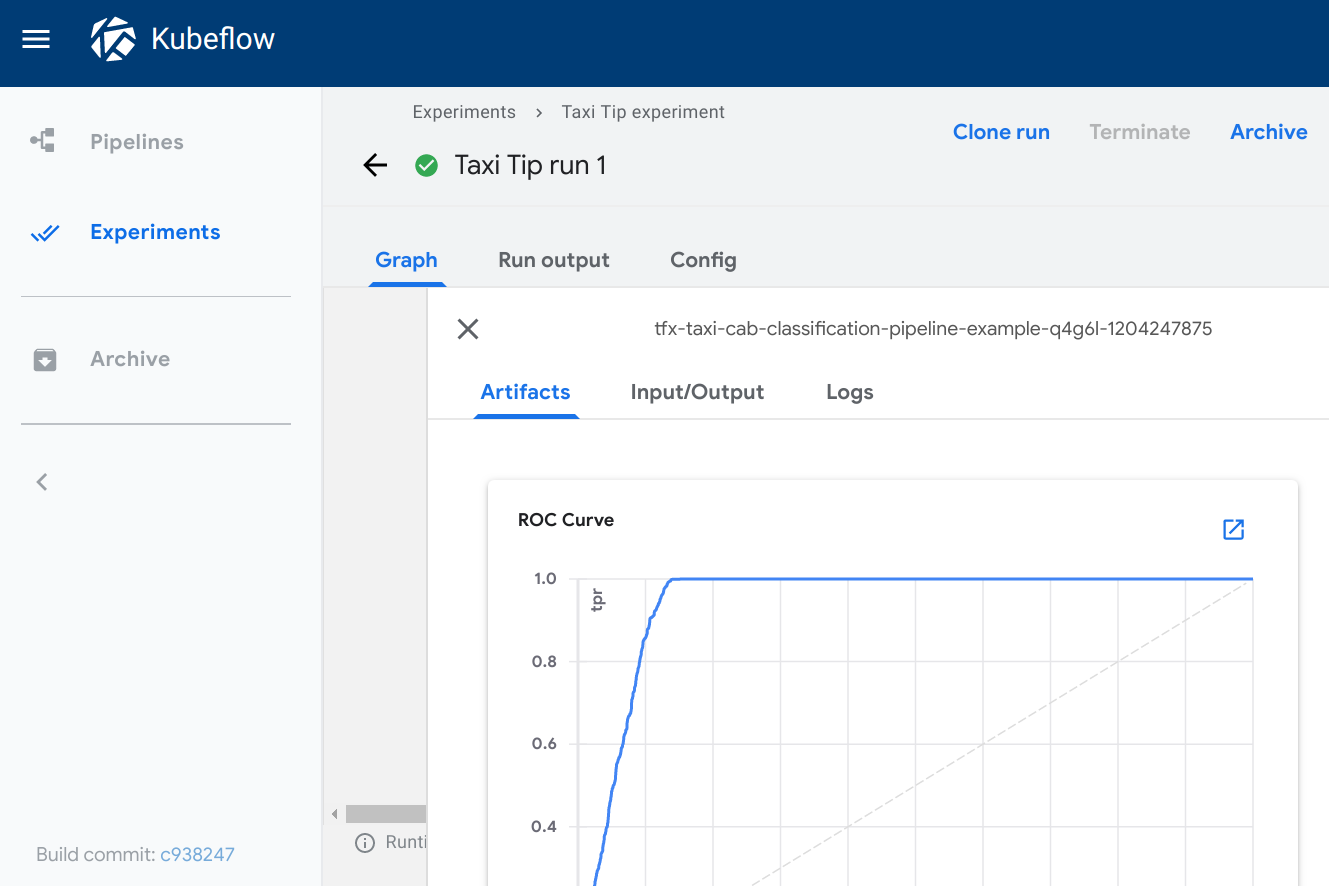 Kubeflow
Pipelines
Experiments
Archive
Build commit: c938247
Experiments › Taxi Tip experiment
Taxi Tip run 1
Clone run Terminate Archive
Graph Run output Config
tfx-taxi-cab-classification-pipeline-example-q4g6l-1204247875
Artifacts Input/Output Logs
ROC Curve
1.0
tpr
0.8
0.6
0.4
Runti